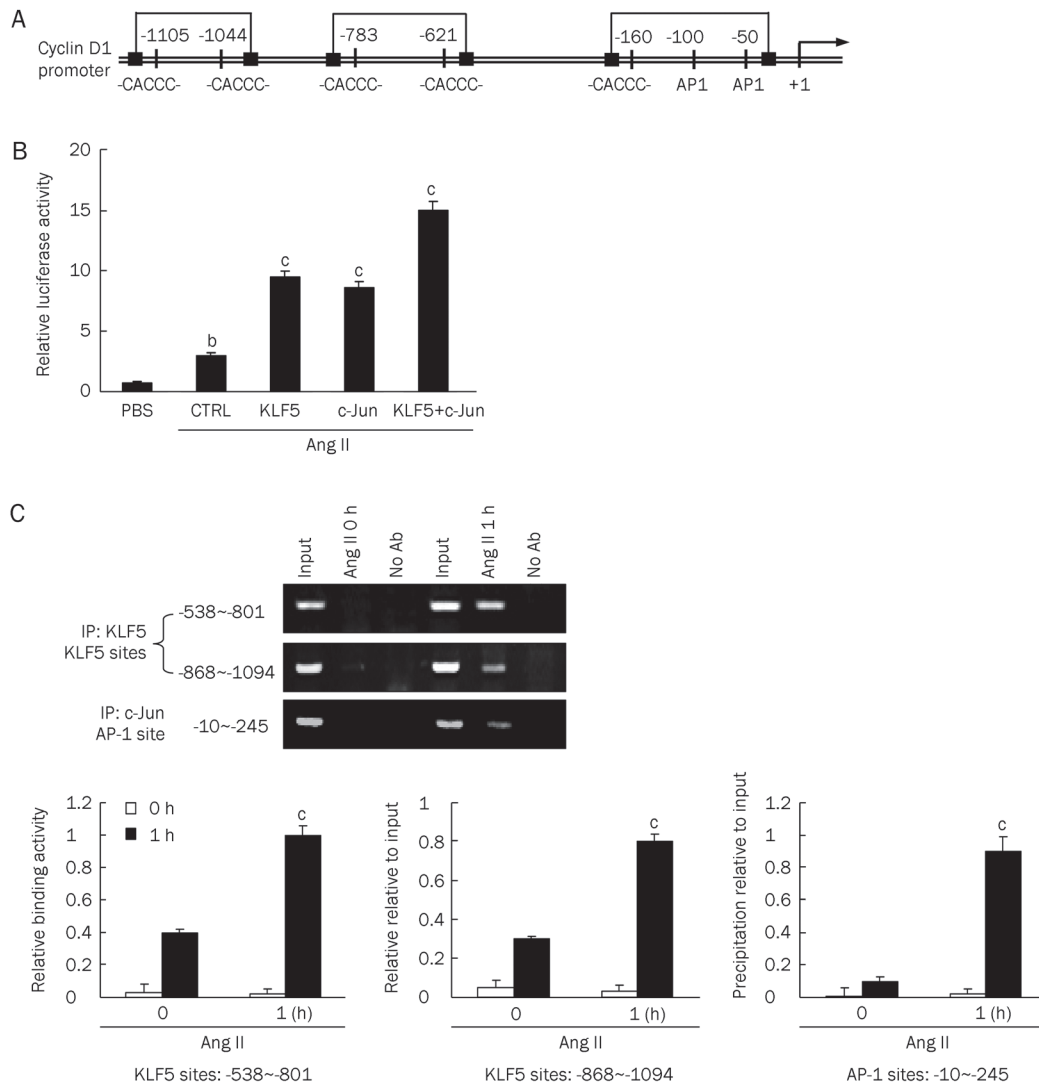 A
-1105 -1044 -783 -621 -160 -100 -50
Cyclin D1
promoter
-CACCC- -CACCC- -CACCC- -CACCC- -CACCC- AP1 AP1 +1
B
Relative luciferase activity
20
15
10
5
0
b
c
c
c
PBS CTRL KLF5 c-Jun KLF5+c-Jun
Ang II
C
Input Ang II 0 h No Ab Input Ang II 1 h No Ab
IP: KLF5
KLF5 sites
-538~-801
-868~-1094
IP: c-Jun
AP-1 site
-10~-245
Relative binding activity
1.2
1
0.8
0.6
0.4
0.2
0
0 h
1 h
c
0 1 (h)
Ang II
KLF5 sites: -538~-801
Relative relative to input
1
0.8
0.6
0.4
0.2
0
c
0 1 (h)
Ang II
KLF5 sites: -868~-1094
Precipitation relative to input
1.2
1
0.8
0.6
0.4
0.2
0
c
0 1 (h)
Ang II
AP-1 sites: -10~-245